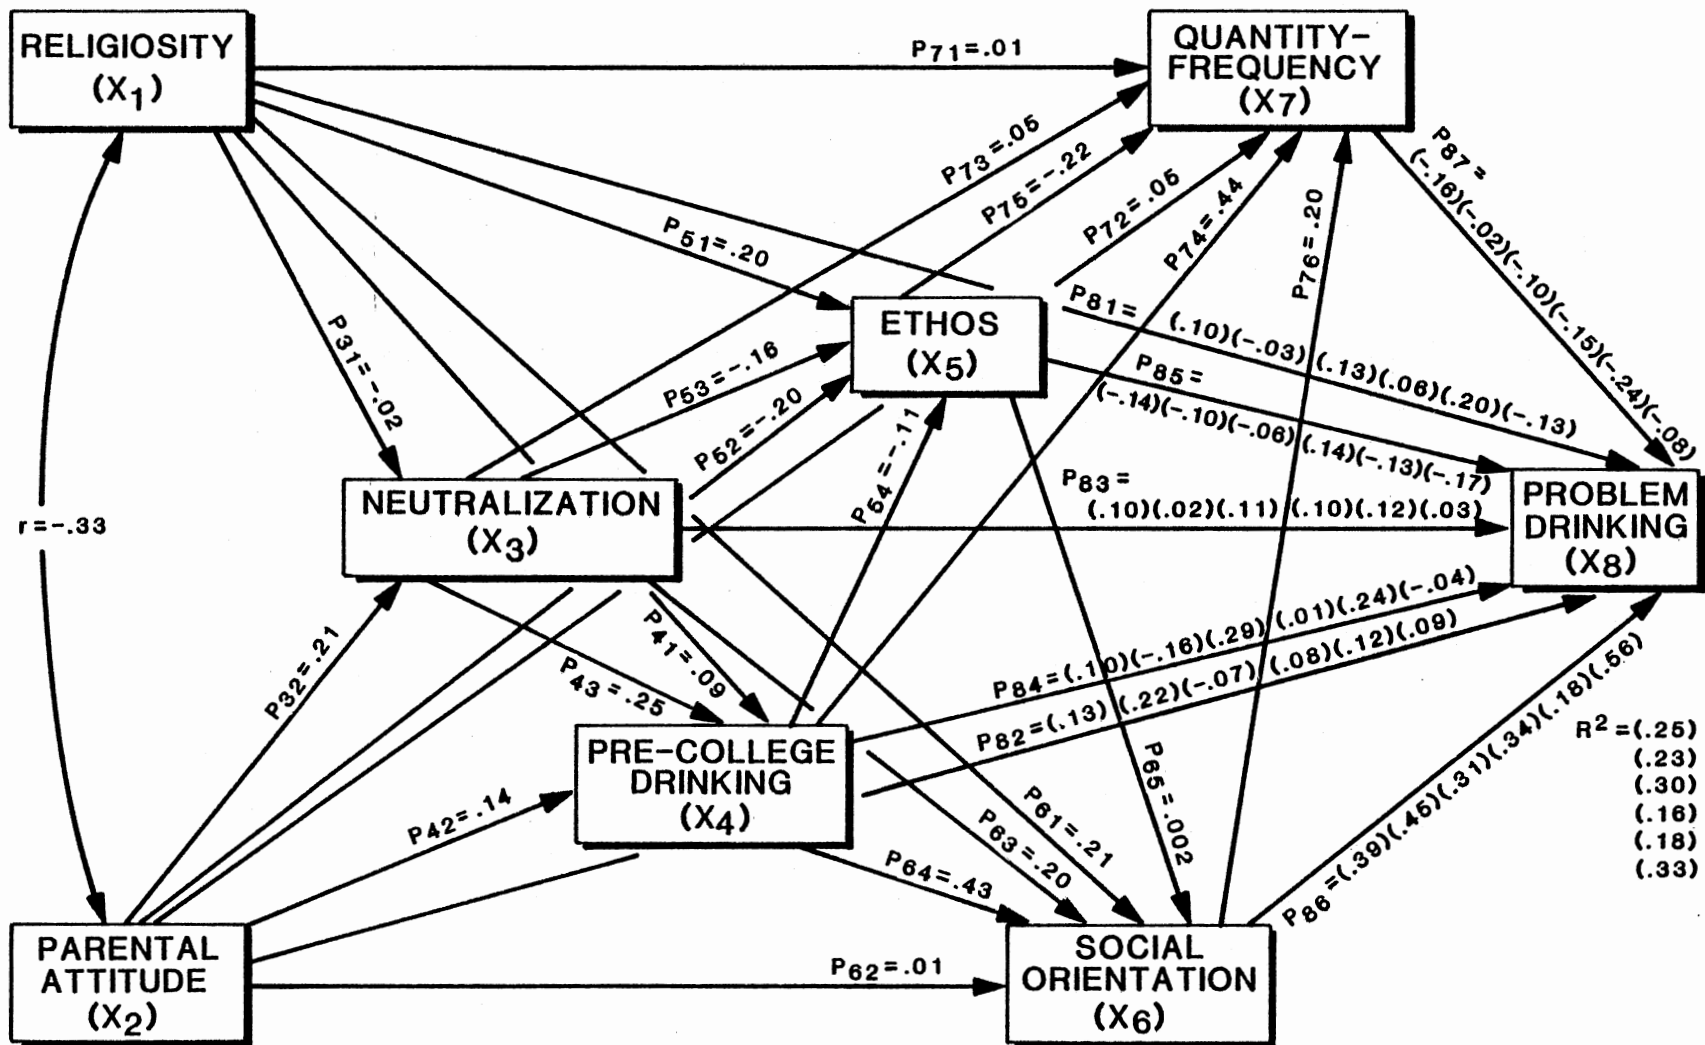 RELIGIOSITY
(X1)
QUANTITY-
FREQUENCY
(X7)
P71=.01
P73=.05
P75=-.22
P72=.05
P74=.44
P76=.20
P87=
(-.16)(-.02)(-.10)(-.15)(-.24)(-.08)
P51=.20
P31=-.02
ETHOS
(X5)
P81= (.10)(-.03)(.13)(.06)(.20)(-.13)
P85=
(-.14)(-.10)(-.06)(.14)(-.13)(-.17)
P53=-.16
P52=-.20
P54=-.11
P83=
(.10)(.02)(.11)(.10)(.12)(.03)
NEUTRALIZATION
(X3)
PROBLEM
DRINKING
(X8)
r=-.33
P32=.21
P41=.09
P43=.25
P84=(.10)(-.16)(.29)(.01)(.24)(-.04)
P82=(.13)(.22)(-.07)(.08)(.12)(.09)
PRE-COLLEGE
DRINKING
(X4)
P42=.14
P65=.002
P61=.21
P63=.20
P64=.43
P86=(.39)(.45)(.31)(.34)(.18)(.56)
R2=(.25)
(.23)
(.30)
(.16)
(.18)
(.33)
PARENTAL
ATTITUDE
(X2)
P62=.01
SOCIAL
ORIENTATION
(X6)